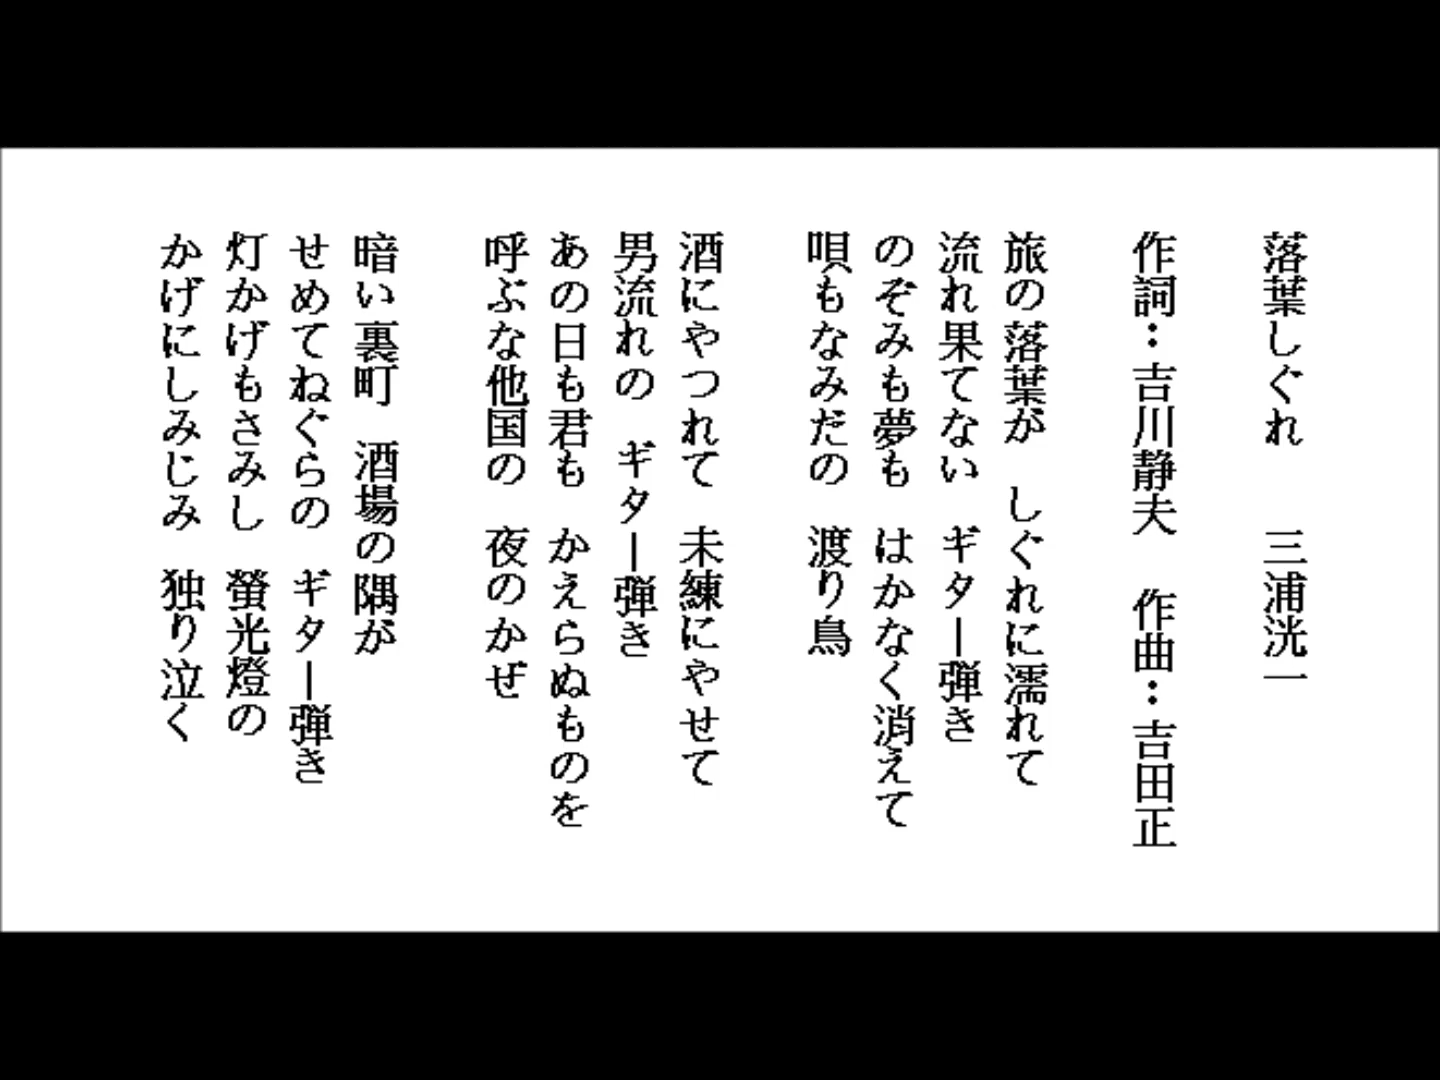 落葉しぐれ　三浦洸一
作詞：吉川静夫　作曲：吉田正
旅の落葉が　しぐれに濡れて
流れ果てない　ギター弾き
のぞみも夢も　はかなく消えて
唄もなみだの　渡り鳥
酒にやつれて　未練にやせて
男流れの　ギター弾き
あの日も君も　かえらぬものを
呼ぶな他国の　夜のかぜ
暗い裏町　酒場の隅が
せめてねぐらの　ギター弾き
灯かげもさみし　螢光燈の
かげにしみじみ　独り泣く